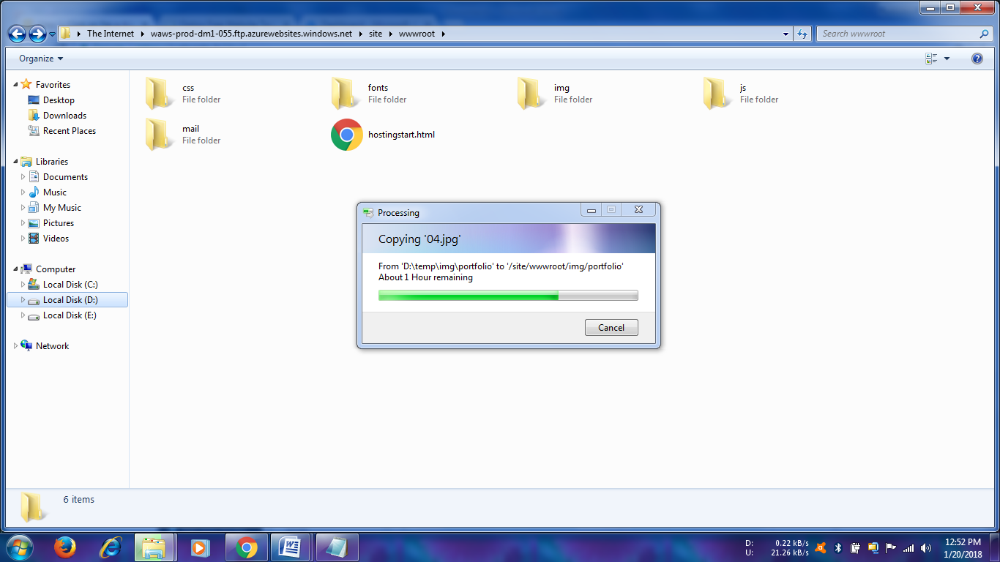 The Internet waws-prod-dm1-055.ftp.azurewebsites.windows.net site wwwroot
Search wwwroot
Organize
Favorites
Desktop
Downloads
Recent Places
Libraries
Documents
Music
My Music
Pictures
Videos
Computer
Local Disk (C:)
Local Disk (D:)
Local Disk (E:)
Network
css
File folder
fonts
File folder
img
File folder
js
File folder
mail
File folder
hostingstart.html
Processing
Copying '04.jpg'
From 'D:\temp\img\portfolio' to '/site/wwwroot/img/portfolio'
About 1 Hour remaining
Cancel
6 items
D: 0.22 kB/s
U: 21.26 kB/s
12:52 PM
1/20/2018